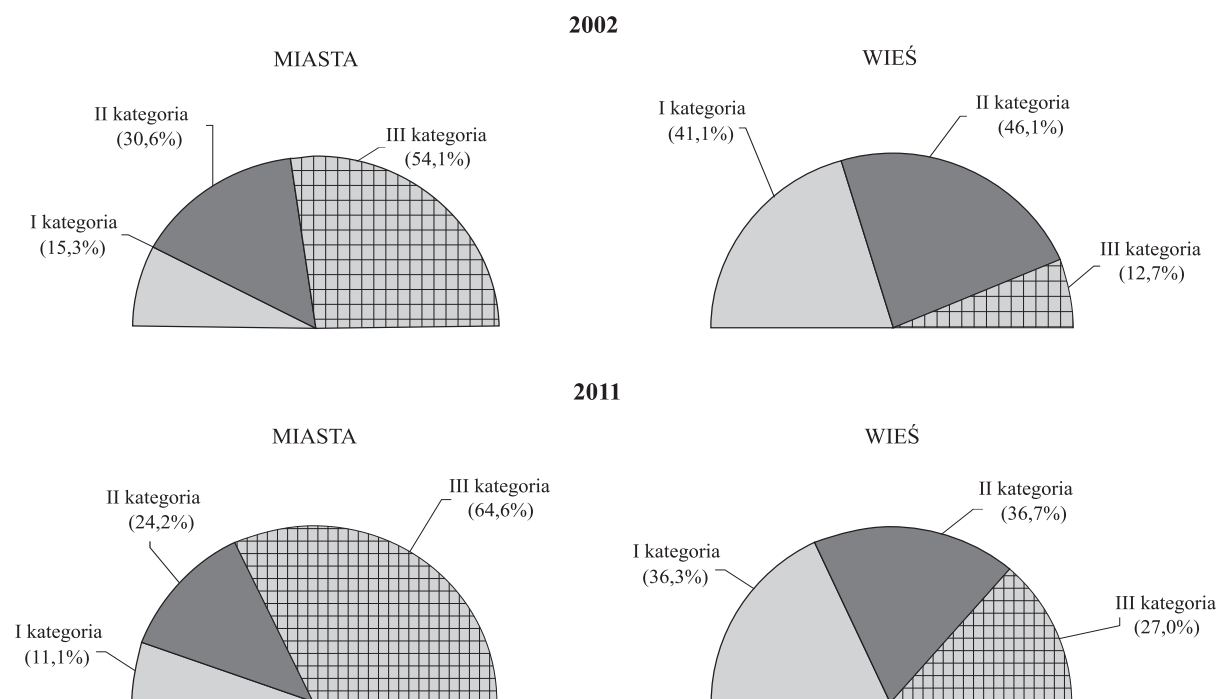 2002
MIASTA
WIEŚ
II kategoria
(30,6%)
III kategoria
(54,1%)
I kategoria
(15,3%)
I kategoria
(41,1%)
II kategoria
(46,1%)
III kategoria
(12,7%)
2011
MIASTA
WIEŚ
II kategoria
(24,2%)
III kategoria
(64,6%)
I kategoria
(11,1%)
I kategoria
(36,3%)
II kategoria
(36,7%)
III kategoria
(27,0%)